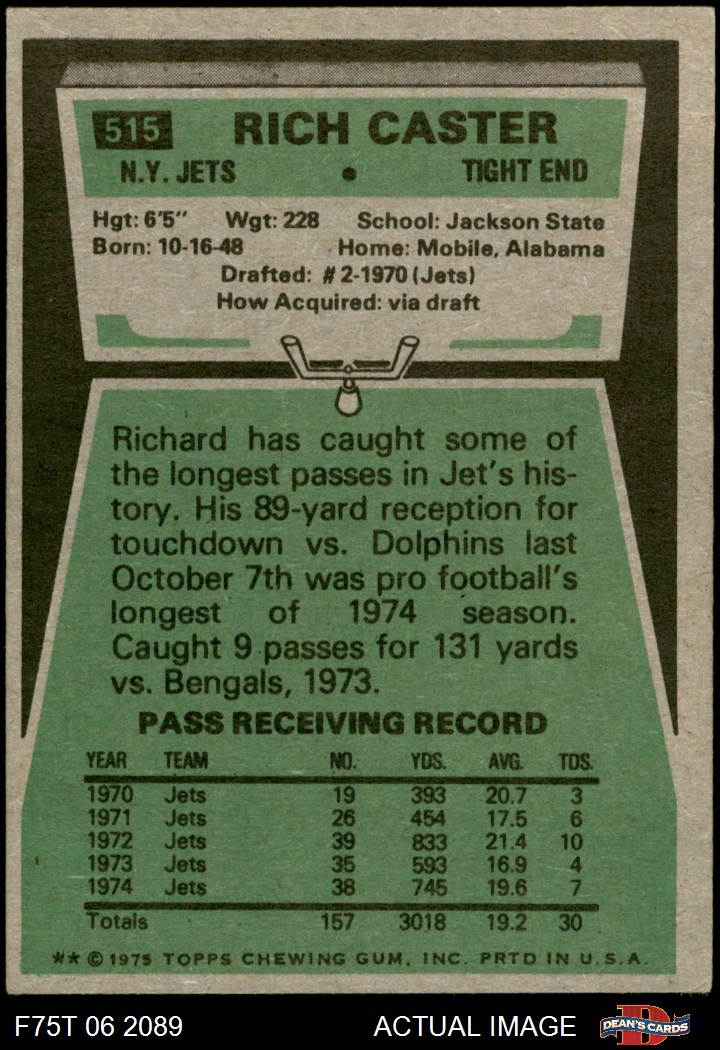 515 RICH CASTER
N.Y. JETS • TIGHT END
Hgt: 6'5" Wgt: 228 School: Jackson State
Born: 10-16-48 Home: Mobile, Alabama
Drafted: #2-1970 (Jets)
How Acquired: via draft
Richard has caught some of
the longest passes in Jet's his-
tory. His 89-yard reception for
touchdown vs. Dolphins last
October 7th was pro football's
longest of 1974 season.
Caught 9 passes for 131 yards
vs. Bengals, 1973.
PASS RECEIVING RECORD
YEAR TEAM NO. YDS. AVG. TDS.
1970 Jets 19 393 20.7 3
1971 Jets 26 454 17.5 6
1972 Jets 39 833 21.4 10
1973 Jets 35 593 16.9 4
1974 Jets 38 745 19.6 7
Totals 157 3018 19.2 30
** © 1975 TOPPS CHEWING GUM, INC. PRTD IN U.S.A.
F75T 06 2089 ACTUAL IMAGE D DEAN'S CARDS